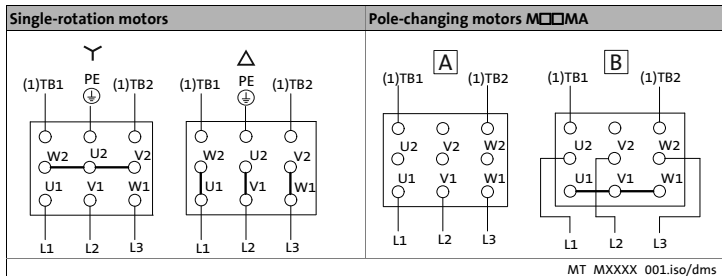 Single-rotation motors Pole-changing motors M□□MA
A B
(1)TB1 PE (1)TB2 (1)TB1 PE (1)TB2 (1)TB1 (1)TB2 (1)TB1 (1)TB2
W2 U2 V2 W2 U2 V2 U2 V2 W2 U2 V2 W2
U1 V1 W1 U1 V1 W1 U1 V1 W1 U1 V1 W1
L1 L2 L3 L1 L2 L3 L1 L2 L3 L1 L2 L3
MT_MXXXX_001.iso/dms